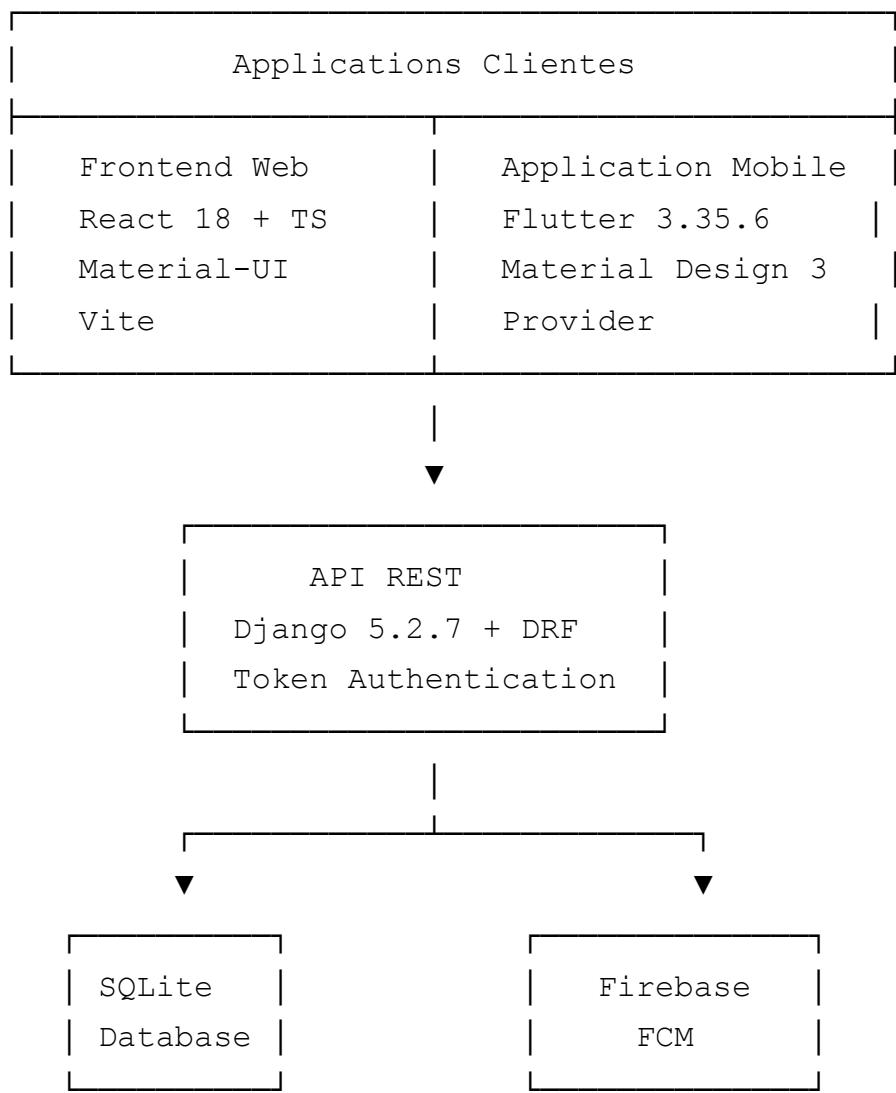 Applications Clientes
Frontend Web Application Mobile
React 18 + TS Flutter 3.35.6
Material-UI Material Design 3
Vite Provider
API REST
Django 5.2.7 + DRF
Token Authentication
SQLite Firebase
Database FCM